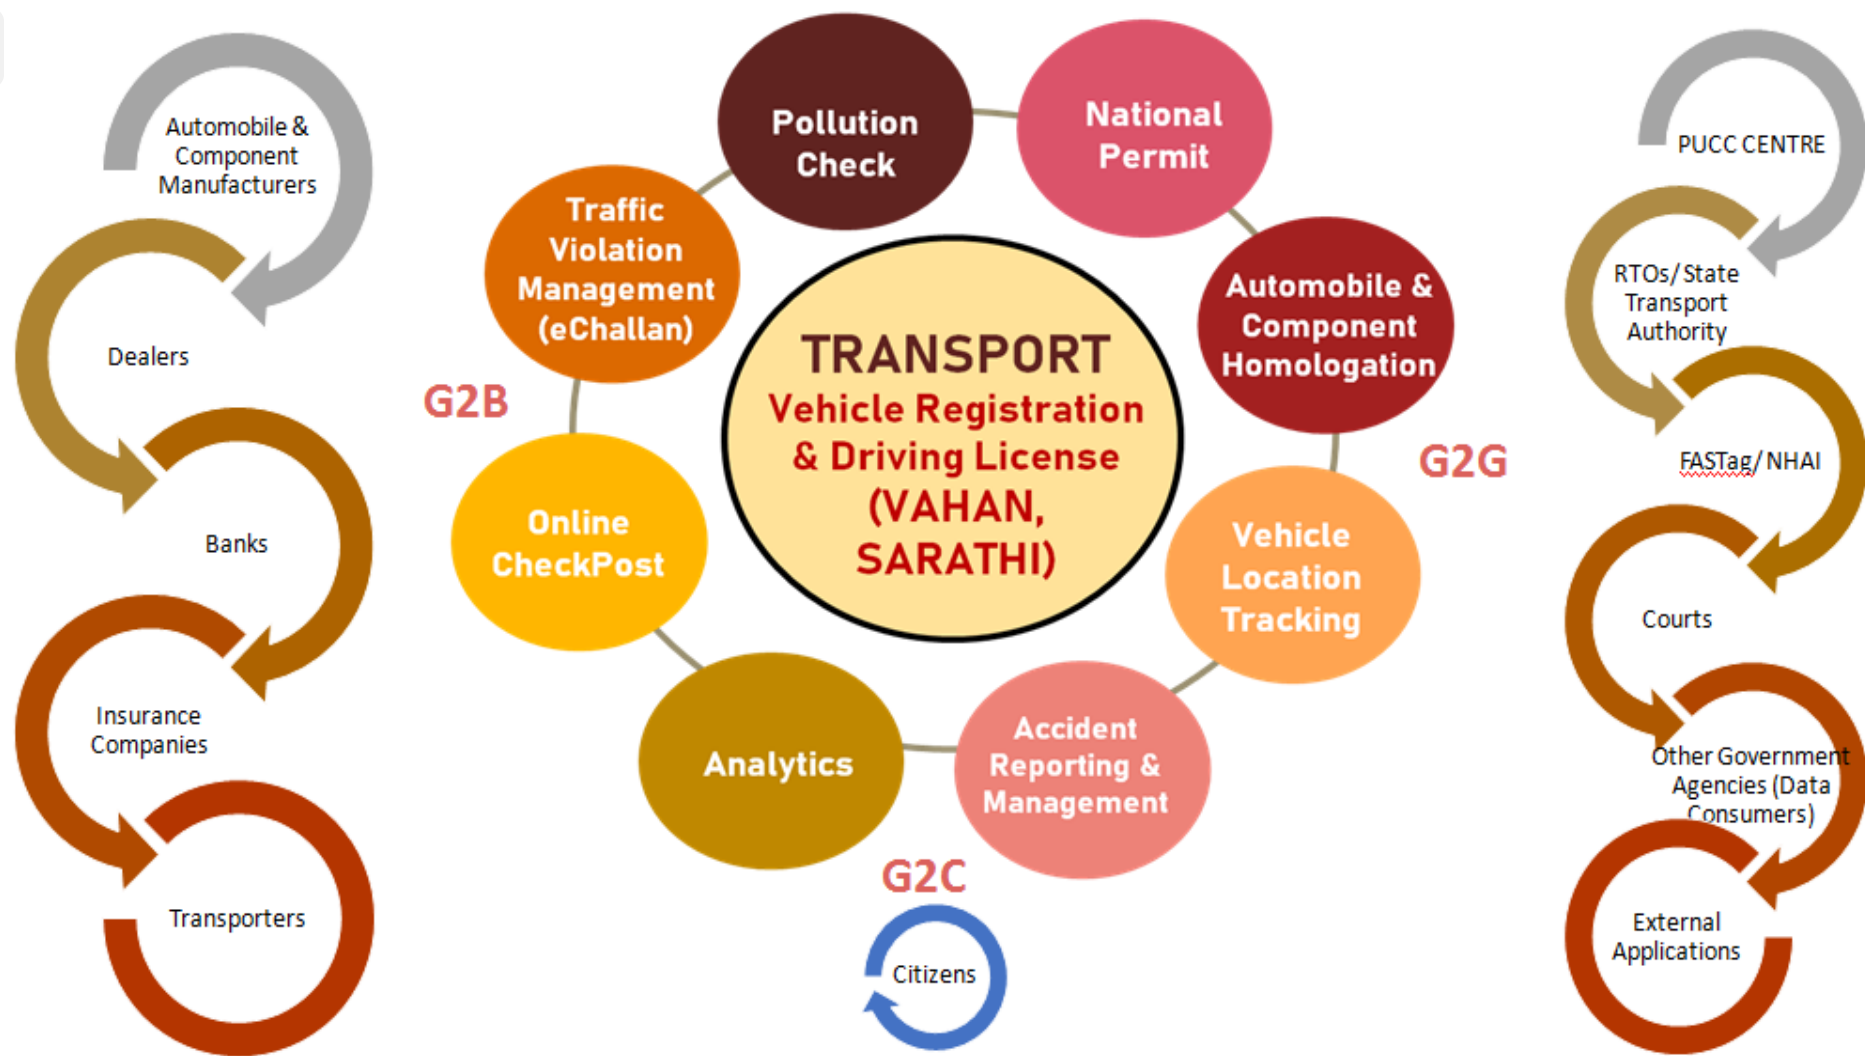 Automobile &
Component
Manufacturers
Dealers
Banks
Insurance
Companies
Transporters
G2B
Pollution
Check
National
Permit
Traffic
Violation
Management
(eChallan)
Automobile &
Component
Homologation
TRANSPORT
Vehicle Registration
& Driving License
(VAHAN,
SARATHI)
Online
CheckPost
Vehicle
Location
Tracking
Analytics
Accident
Reporting &
Management
G2C
Citizens
G2G
PUCC CENTRE
RTOs/ State
Transport
Authority
FASTag/ NHAI
Courts
Other Government
Agencies (Data
Consumers)
External
Applications